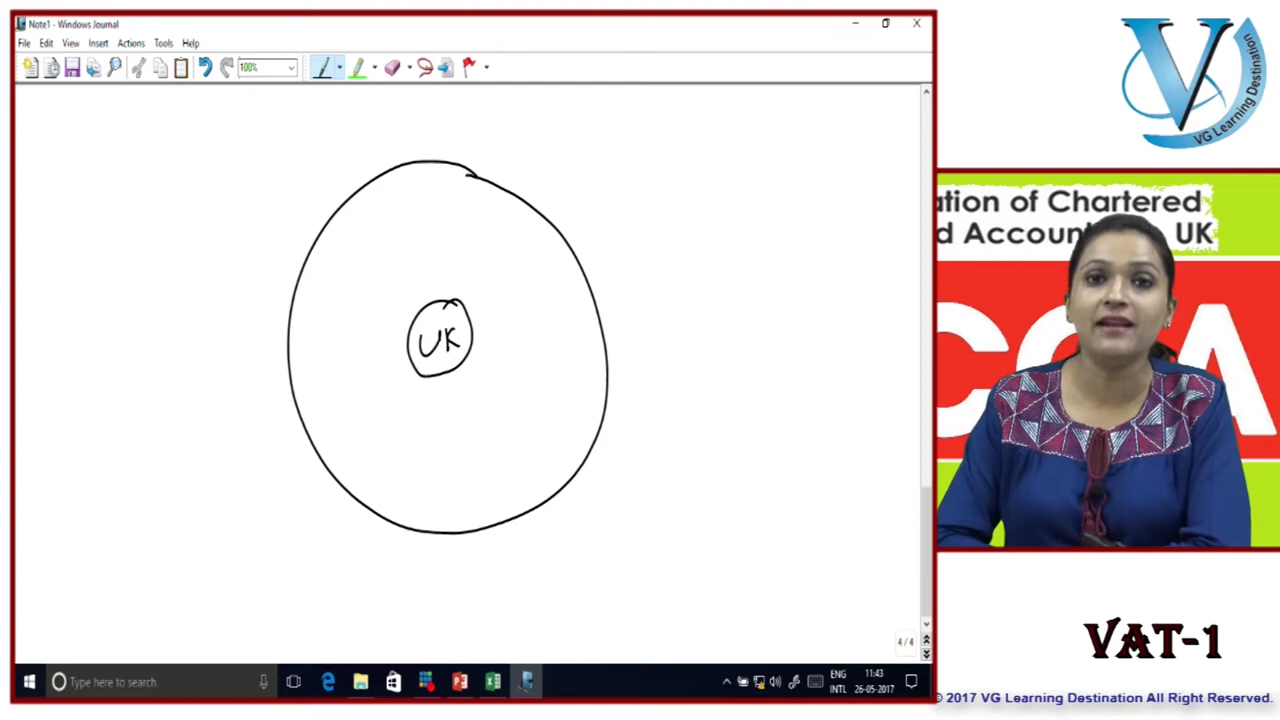 Note1 - Windows Journal
File Edit View Insert Actions Tools Help
100%
UK
4 / 4
Type here to search
ENG
INTL
11:43
26-05-2017
V
VG Learning Destination
ation of Chartered
d Accoun UK
CCA
VAT-1
© 2017 VG Learning Destination All Right Reserved.